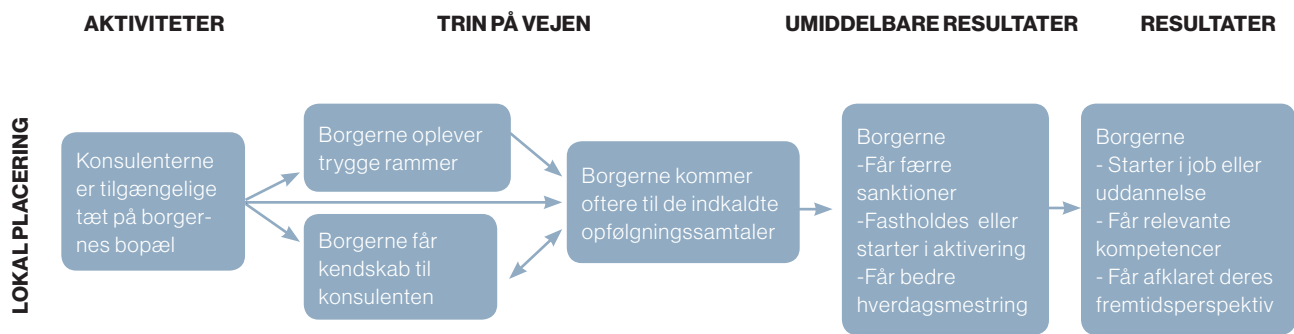 AKTIVITETER
TRIN PÅ VEJEN
UMIDDELBARE RESULTATER
RESULTATER
LOKAL PLACERING
Konsulenterne
er tilgængelige
tæt på borger-
nes bopæl
Borgerne oplever
trygge rammer
Borgerne får
kendskab til
konsulenten
Borgerne kommer
oftere til de indkaldte
opfølgningssamtaler
Borgerne
-Får færre
sanktioner
-Fastholdes eller
starter i aktivering
-Får bedre
hverdagsmestring
Borgerne
- Starter i job eller
uddannelse
- Får relevante
kompetencer
- Får afklaret deres
fremtidsperspektiv